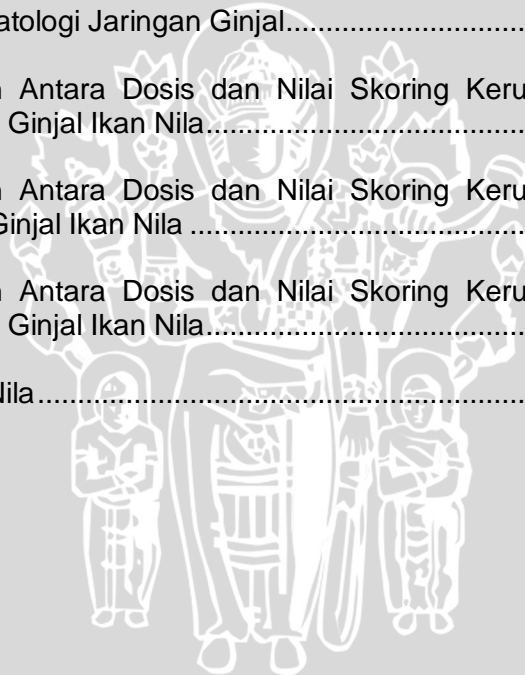 atologi Jaringan Ginjal..............................
n Antara Dosis dan Nilai Skoring Keru
Ginjal Ikan Nila........................................
n Antara Dosis dan Nilai Skoring Keru
Ginjal Ikan Nila ..........................................
n Antara Dosis dan Nilai Skoring Keru
Ginjal Ikan Nila........................................
Nila.............................................................